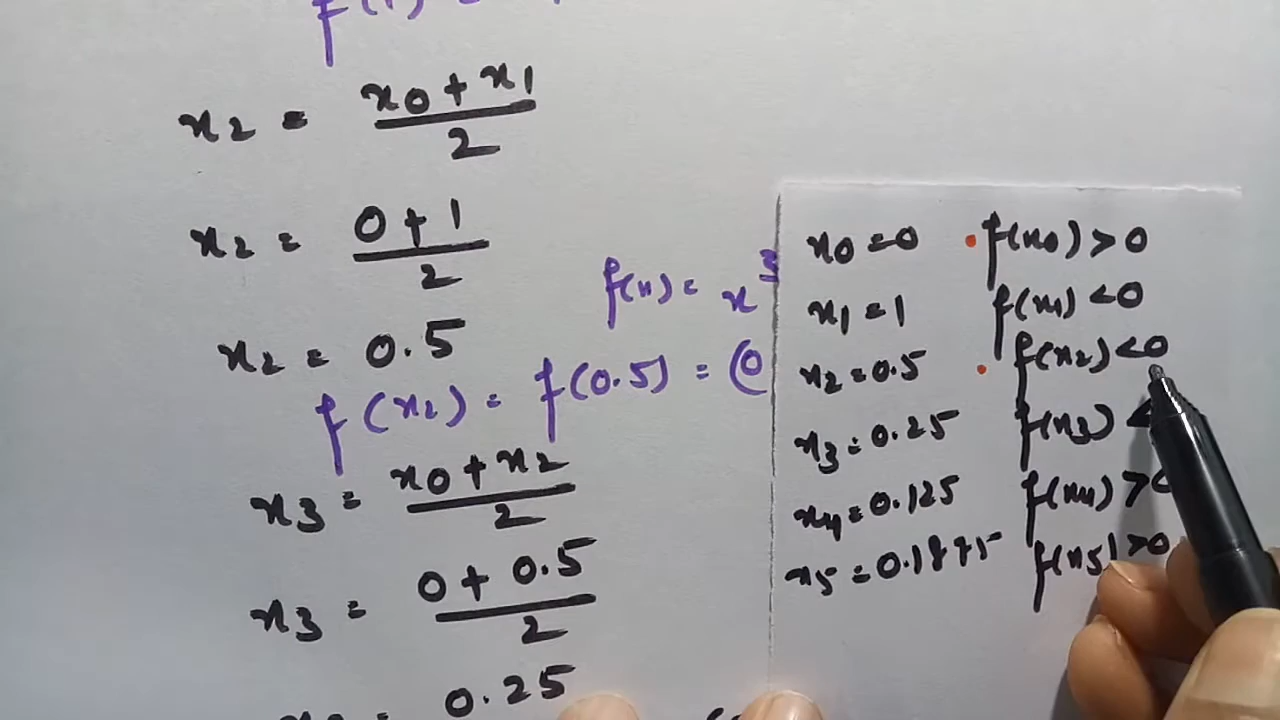 f(1) =
x2 = x0 + x1 / 2
x2 = 0 + 1 / 2
x2 = 0.5
f(x) = x^3
f(x2) = f(0.5) = (0
x3 = x0 + x2 / 2
x3 = 0 + 0.5 / 2
0.25
x0 = 0 f(x0) > 0
x1 = 1 f(x1) < 0
x2 = 0.5 f(x2) < 0
x3 = 0.25 f(x3) <
x4 = 0.125 f(x4) > 0
x5 = 0.1875 f(x5) > 0